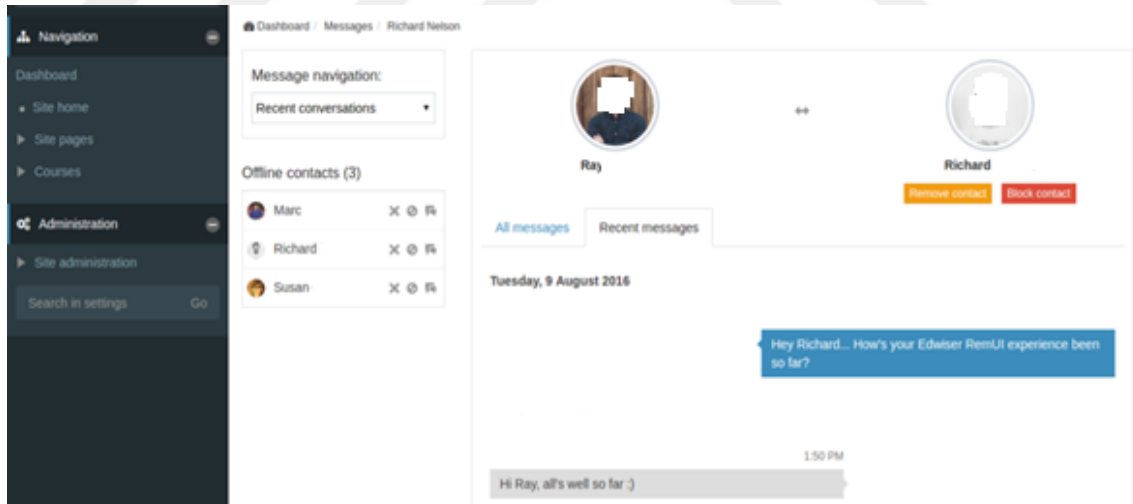 Navigation
Dashboard
Site home
Site pages
Courses
Administration
Site administration
Search in settings Go
Dashboard / Messages / Richard Nelson
Message navigation:
Recent conversations
Offline contacts (3)
Marc
Richard
Susan
Ray
Richard
Remove contact Block contact
All messages Recent messages
Tuesday, 9 August 2016
Hey Richard... How's your Edwiser RemUI experience been
so far?
1:50 PM
Hi Ray, all's well so far :)